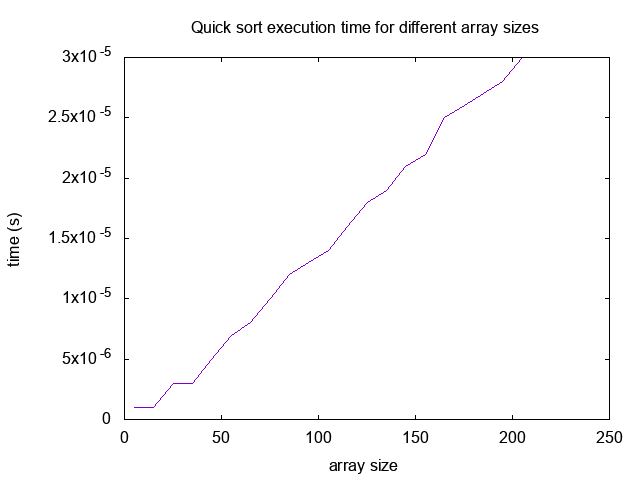 Quick sort execution time for different array sizes
3x10^-5
2.5x10^-5
2x10^-5
1.5x10^-5
1x10^-5
5x10^-6
0
time (s)
0 50 100 150 200 250
array size